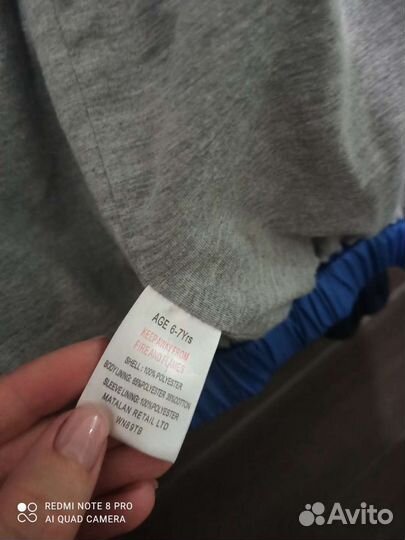 AGE 6-7Yrs
KEEP AWAY FROM
FIRE AND FLAMES
SHELL : 100% POLYESTER
BODY LINING: 65%POLYESTER 35%COTTON
SLEEVE LINING:100%POLYESTER
MATALAN RETAIL LTD
WN89TB
REDMI NOTE 8 PRO
AI QUAD CAMERA
Avito